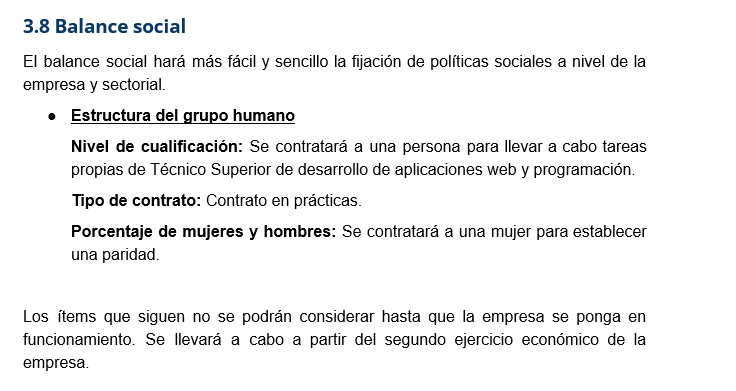 3.8 Balance social
El balance social hará más fácil y sencillo la fijación de políticas sociales a nivel de la
empresa y sectorial.
● Estructura del grupo humano
Nivel de cualificación: Se contratará a una persona para llevar a cabo tareas
propias de Técnico Superior de desarrollo de aplicaciones web y programación.
Tipo de contrato: Contrato en prácticas.
Porcentaje de mujeres y hombres: Se contratará a una mujer para establecer
una paridad.
Los ítems que siguen no se podrán considerar hasta que la empresa se ponga en
funcionamiento. Se llevará a cabo a partir del segundo ejercicio económico de la
empresa.